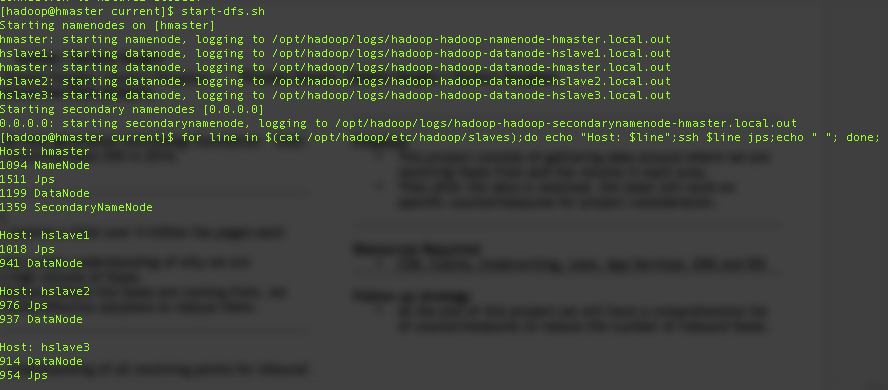 [hadoop@hmaster current]$ start-dfs.sh
Starting namenodes on [hmaster]
hmaster: starting namenode, logging to /opt/hadoop/logs/hadoop-hadoop-namenode-hmaster.local.out
hslave1: starting datanode, logging to /opt/hadoop/logs/hadoop-hadoop-datanode-hslave1.local.out
hmaster: starting datanode, logging to /opt/hadoop/logs/hadoop-hadoop-datanode-hmaster.local.out
hslave2: starting datanode, logging to /opt/hadoop/logs/hadoop-hadoop-datanode-hslave2.local.out
hslave3: starting datanode, logging to /opt/hadoop/logs/hadoop-hadoop-datanode-hslave3.local.out
Starting secondary namenodes [0.0.0.0]
0.0.0.0: starting secondarynamenode, logging to /opt/hadoop/logs/hadoop-hadoop-secondarynamenode-hmaster.local.out
[hadoop@hmaster current]$ for line in $(cat /opt/hadoop/etc/hadoop/slaves);do echo "Host: $line";ssh $line jps;echo " "; done;
Host: hmaster
1094 NameNode
1511 Jps
1199 DataNode
1359 SecondaryNameNode
Host: hslave1
1018 Jps
941 DataNode
Host: hslave2
976 Jps
937 DataNode
Host: hslave3
914 DataNode
954 Jps